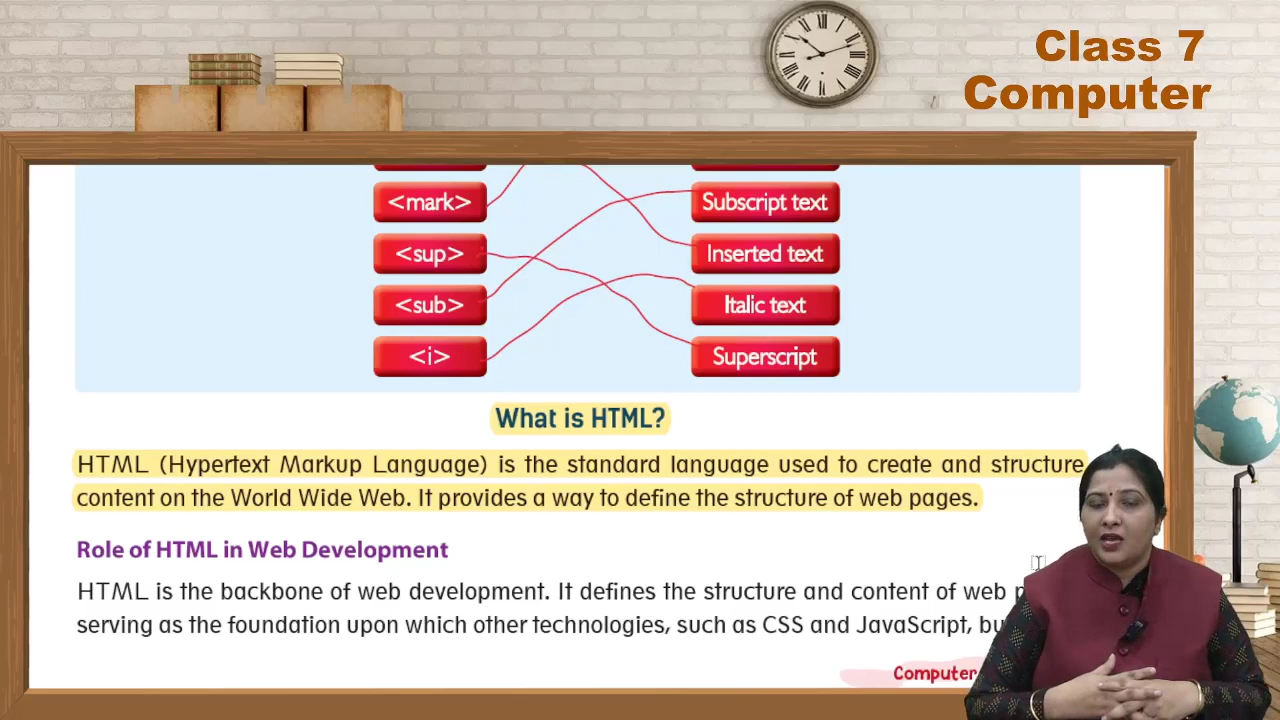 Class 7
Computer
<mark>
Subscript text
<sup>
Inserted text
<sub>
Italic text
<i>
Superscript
What is HTML?
HTML (Hypertext Markup Language) is the standard language used to create and structure
content on the World Wide Web. It provides a way to define the structure of web pages.
Role of HTML in Web Development
HTML is the backbone of web development. It defines the structure and content of web
serving as the foundation upon which other technologies, such as CSS and JavaScript,
Computer